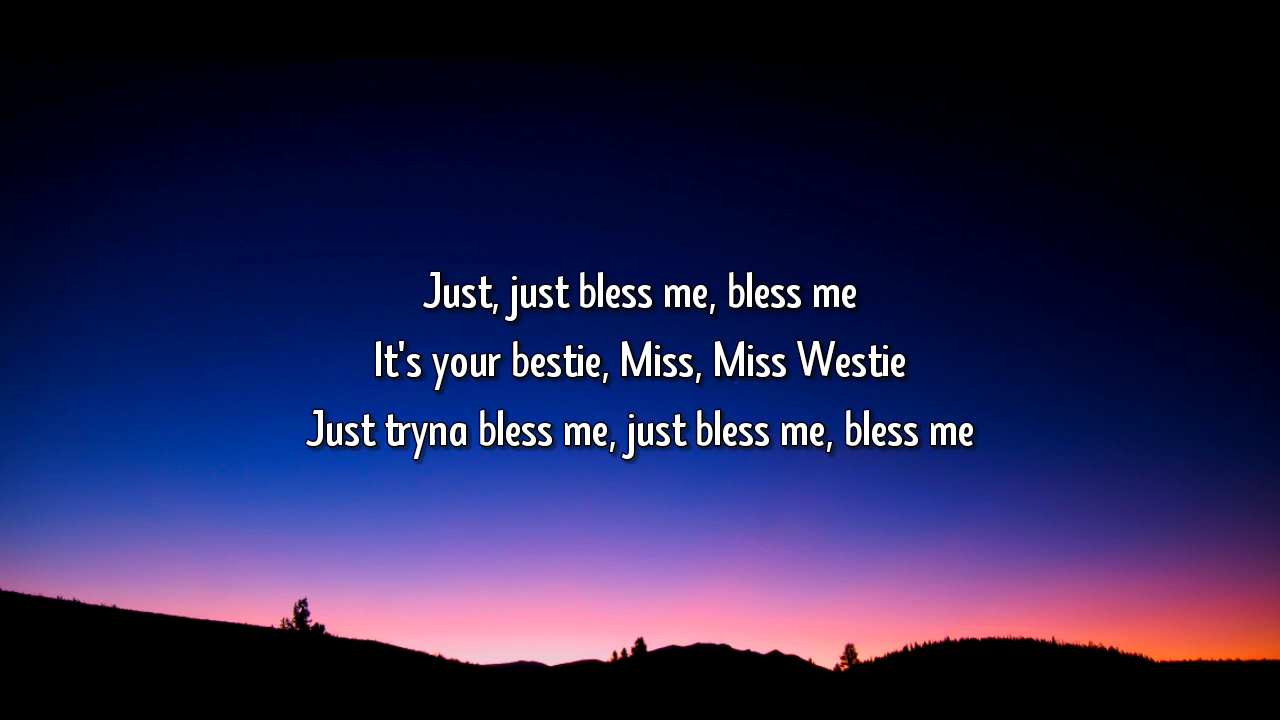 Just, just bless me, bless me
It's your bestie, Miss, Miss Westie
Just tryna bless me, just bless me, bless me